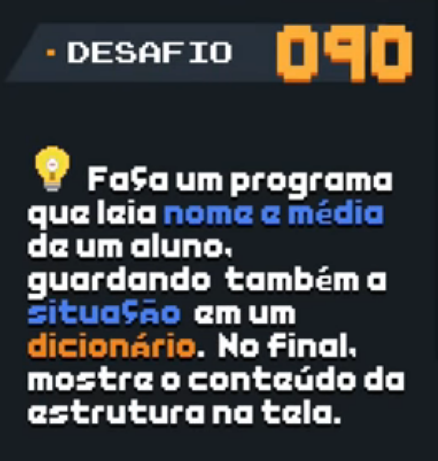 DESAFIO 090
Faça um programa
que leia nome e média
de um aluno,
guardando também a
situação em um
dicionário. No final,
mostre o conteúdo da
estrutura na tela.